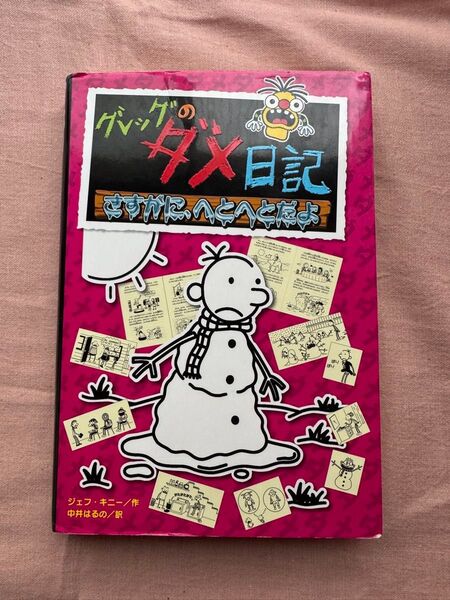 グレッグの
ダメ日記
さすがに、へとへとだよ
ジェフ・キニー／作
中井はるの／訳